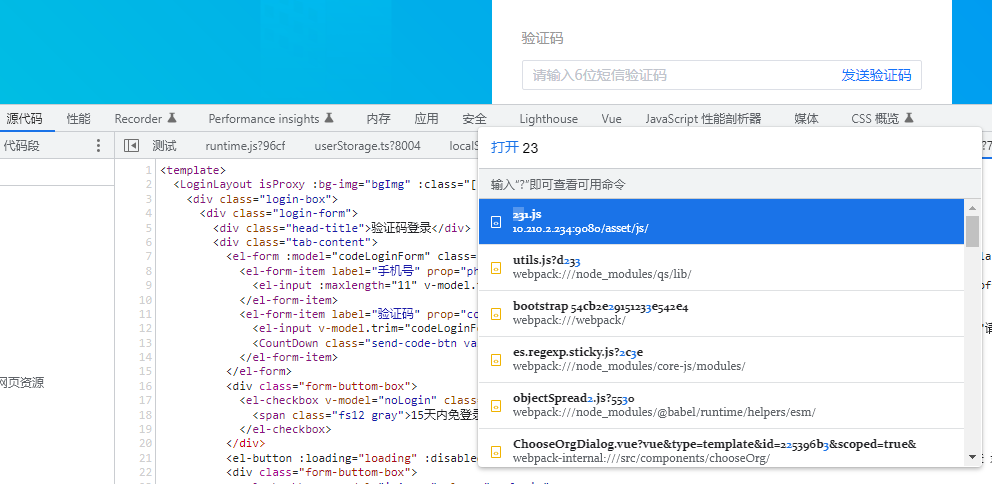 验证码
请输入6位短信验证码 发送验证码
源代码 性能 Recorder Performance insights 内存 应用 安全 Lighthouse Vue JavaScript 性能剖析器 媒体 CSS 概览
代码段 测试 runtime.js?96cf userStorage.ts?8004 localS
打开 23
输入“?”即可查看可用命令
231.js
10.210.2.234:9080/asset/js/
utils.js?d233
webpack:///node_modules/qs/lib/
bootstrap 54cb2e29151233e542e4
webpack:///webpack/
es.regexp.sticky.js?2c3e
webpack:///node_modules/core-js/modules/
objectSpread2.js?5530
webpack:///node_modules/@babel/runtime/helpers/esm/
ChooseOrgDialog.vue?vue&type=template&id=225396b3&scoped=true&
webpack-internal:///src/components/chooseOrg/
网页资源
1 <template>
2 <LoginLayout isProxy :bg-img="bgImg" :class="[
3 <div class="login-box">
4 <div class="login-form">
5 <div class="head-title">验证码登录</div>
6 <div class="tab-content">
7 <el-form :model="codeLoginForm" class=
8 <el-form-item label="手机号" prop="ph
9 <el-input :maxlength="11" v-model.
10 </el-form-item>
11 <el-form-item label="验证码" prop="co
12 <el-input v-model.trim="codeLoginFo
13 <CountDown class="send-code-btn va
14 </el-form-item>
15 </el-form>
16 <div class="form-buttom-box">
17 <el-checkbox v-model="noLogin" class=
18 <span class="fs12 gray">15天内免登录
19 </el-checkbox>
20 </div>
21 <el-button :loading="loading" :disable
22 <div class="form-buttom-box">